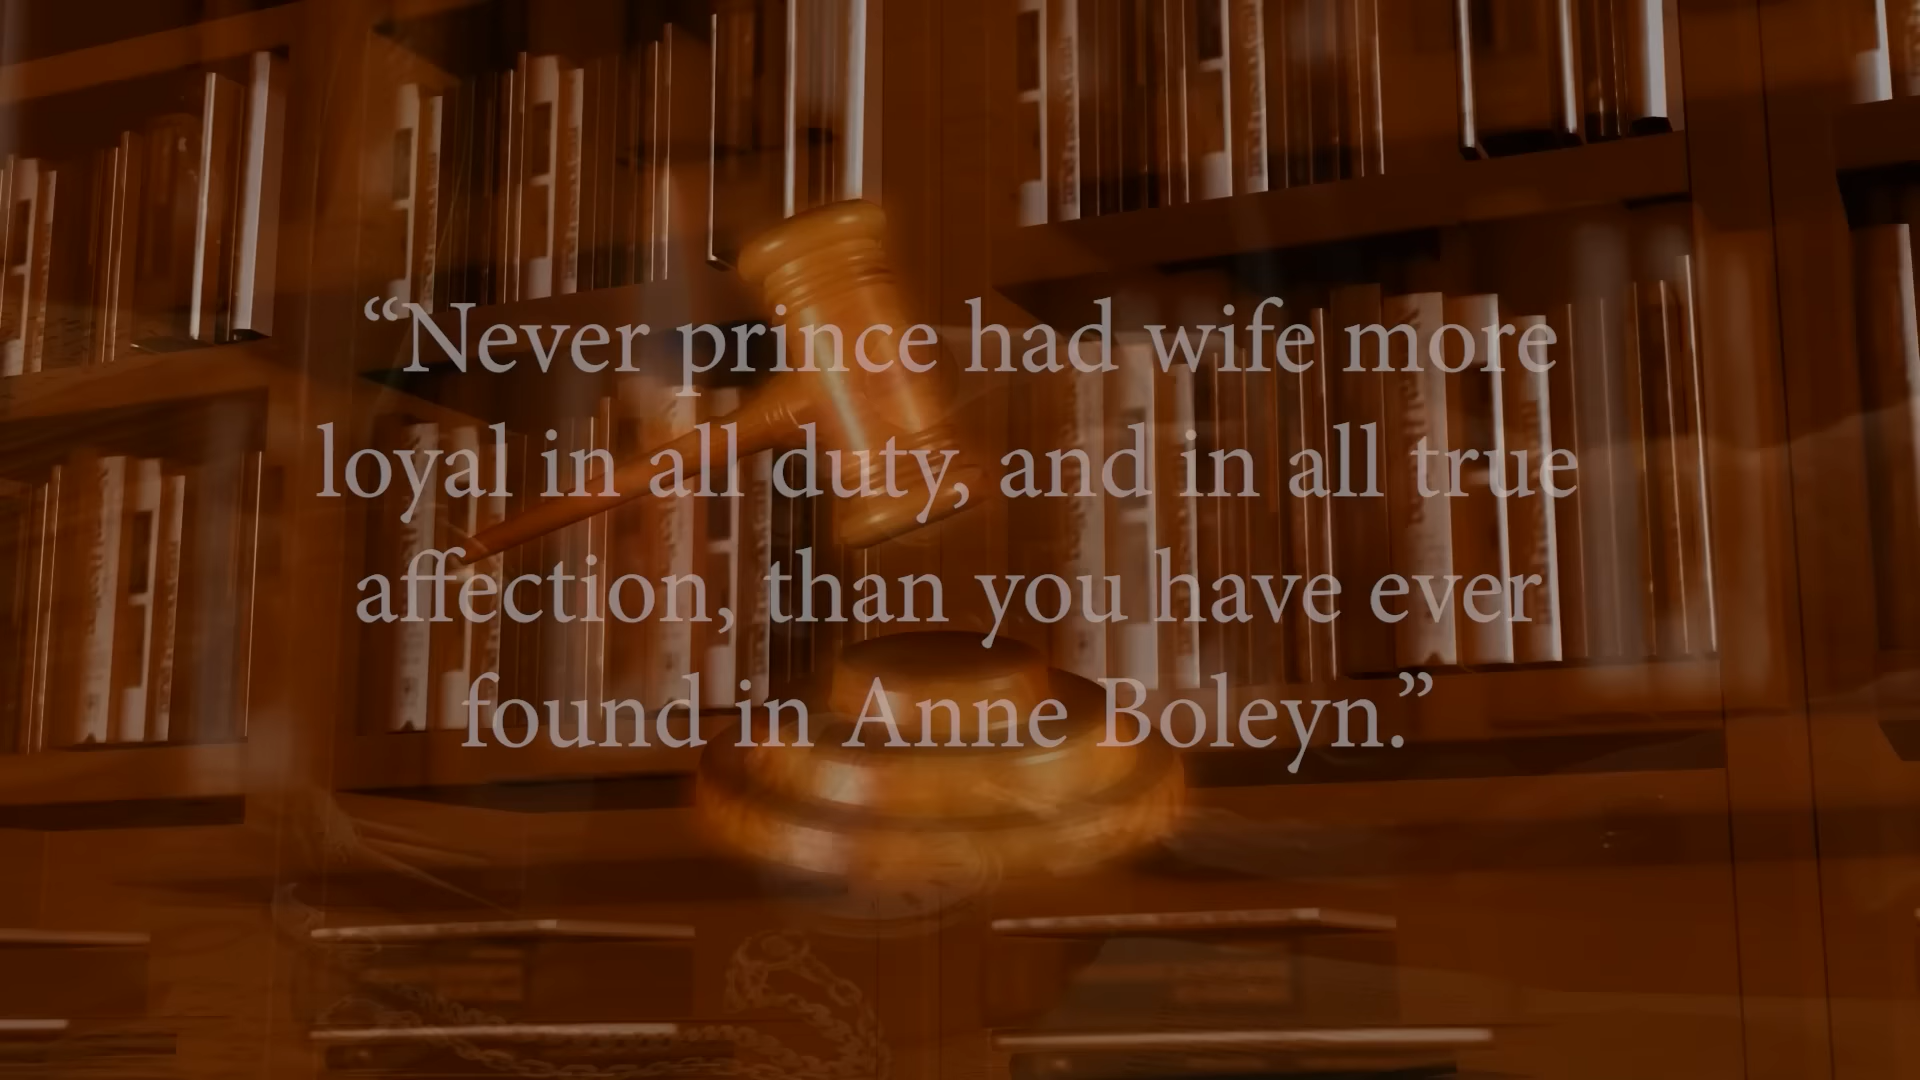 “Never prince had wife more
loyal in all duty, and in all true
affection, than you have ever
found in Anne Boleyn.”